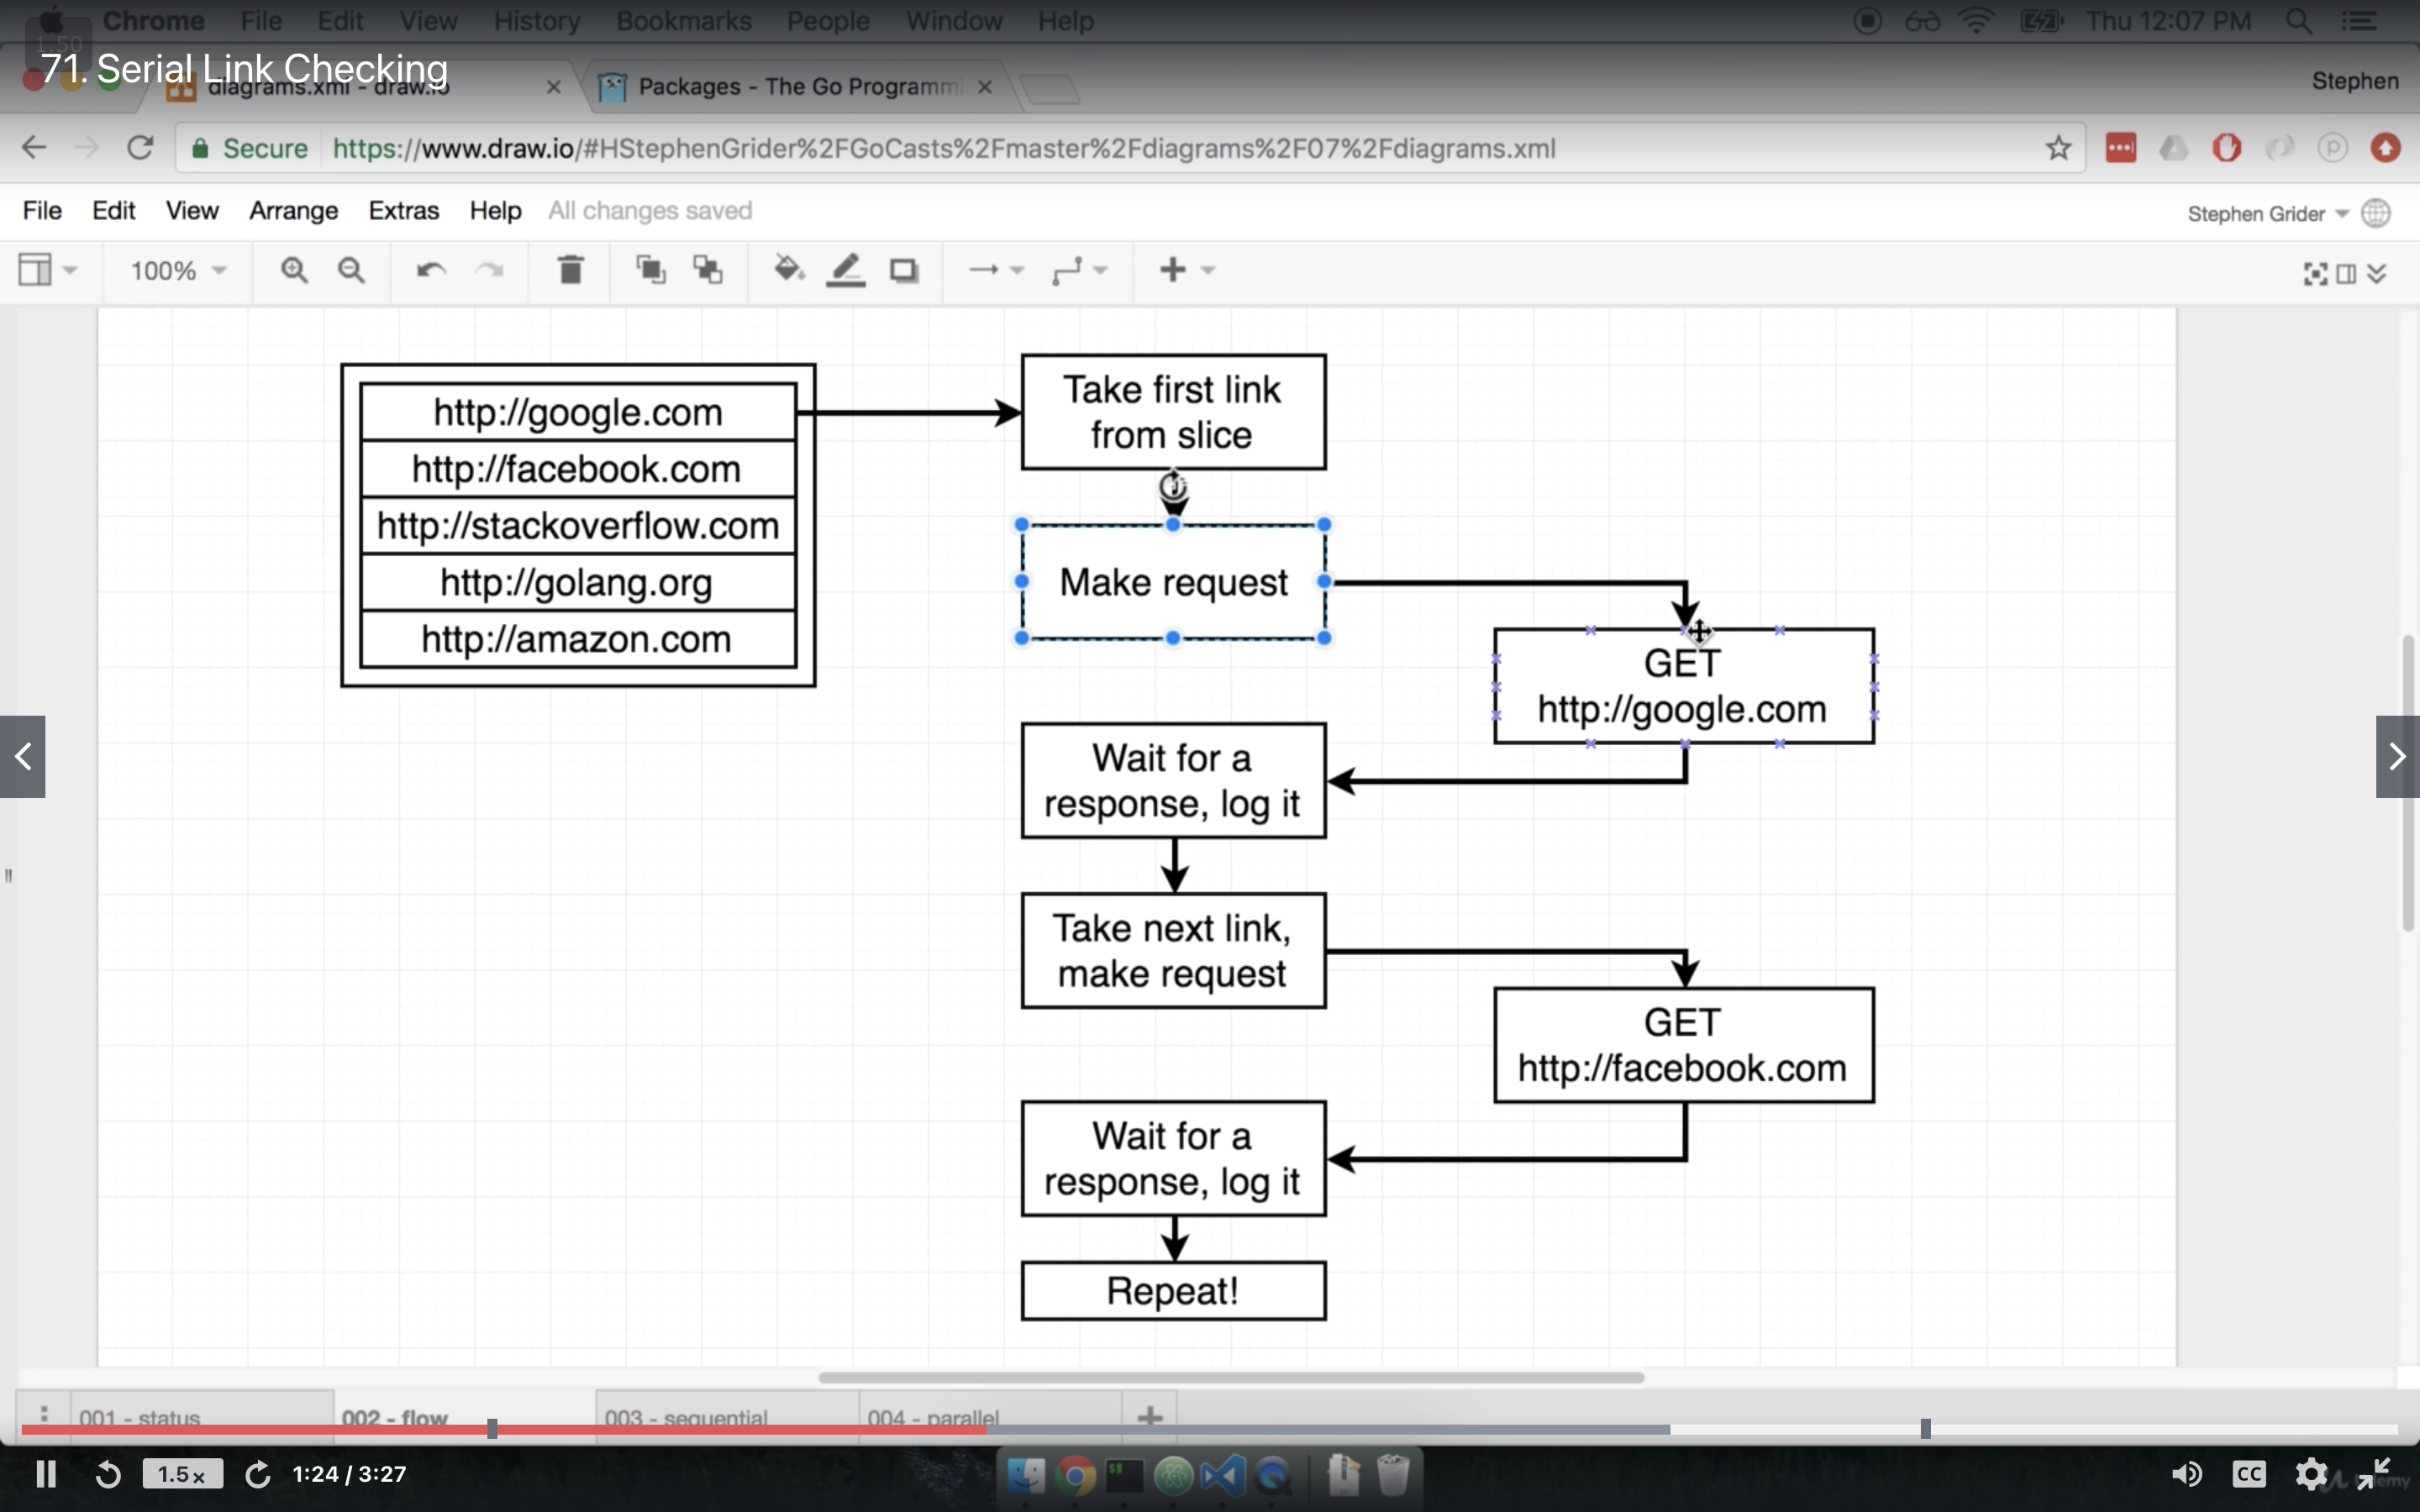 Chrome File Edit View History Bookmarks People Window Help Thu 12:07 PM
1.50
71. Serial Link Checking
diagrams.xml - draw.io
Packages - The Go Programmi
Stephen
Secure https://www.draw.io/#HStephenGrider%2FGoCasts%2Fmaster%2Fdiagrams%2F07%2Fdiagrams.xml
File Edit View Arrange Extras Help All changes saved
Stephen Grider
100%
http://google.com
http://facebook.com
http://stackoverflow.com
http://golang.org
http://amazon.com
Take first link
from slice
Make request
GET
http://google.com
Wait for a
response, log it
Take next link,
make request
GET
http://facebook.com
Wait for a
response, log it
Repeat!
001 - status
002 - flow
003 - sequential
004 - parallel
1.5x
1:24 / 3:27
CC